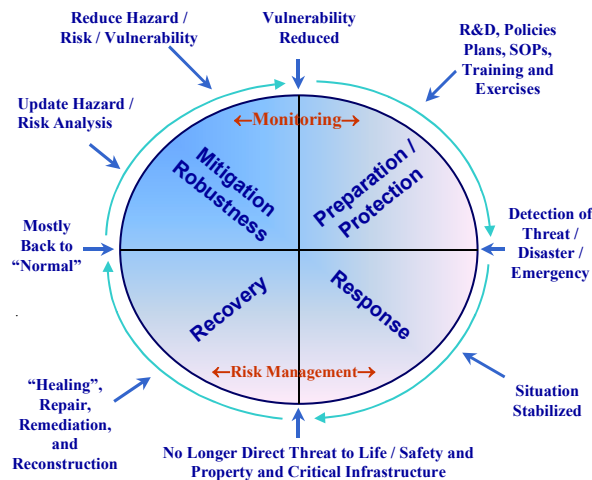 Reduce Hazard /
Risk / Vulnerability
Vulnerability
Reduced
R&D, Policies
Plans, SOPs,
Training and
Exercises
Update Hazard /
Risk Analysis
←Monitoring→
Mitigation
Robustness
Preparation /
Protection
Mostly
Back to
“Normal”
Detection of
Threat /
Disaster /
Emergency
Recovery
Response
←Risk Management→
“Healing”,
Repair,
Remediation,
and
Reconstruction
Situation
Stabilized
No Longer Direct Threat to Life / Safety and
Property and Critical Infrastructure